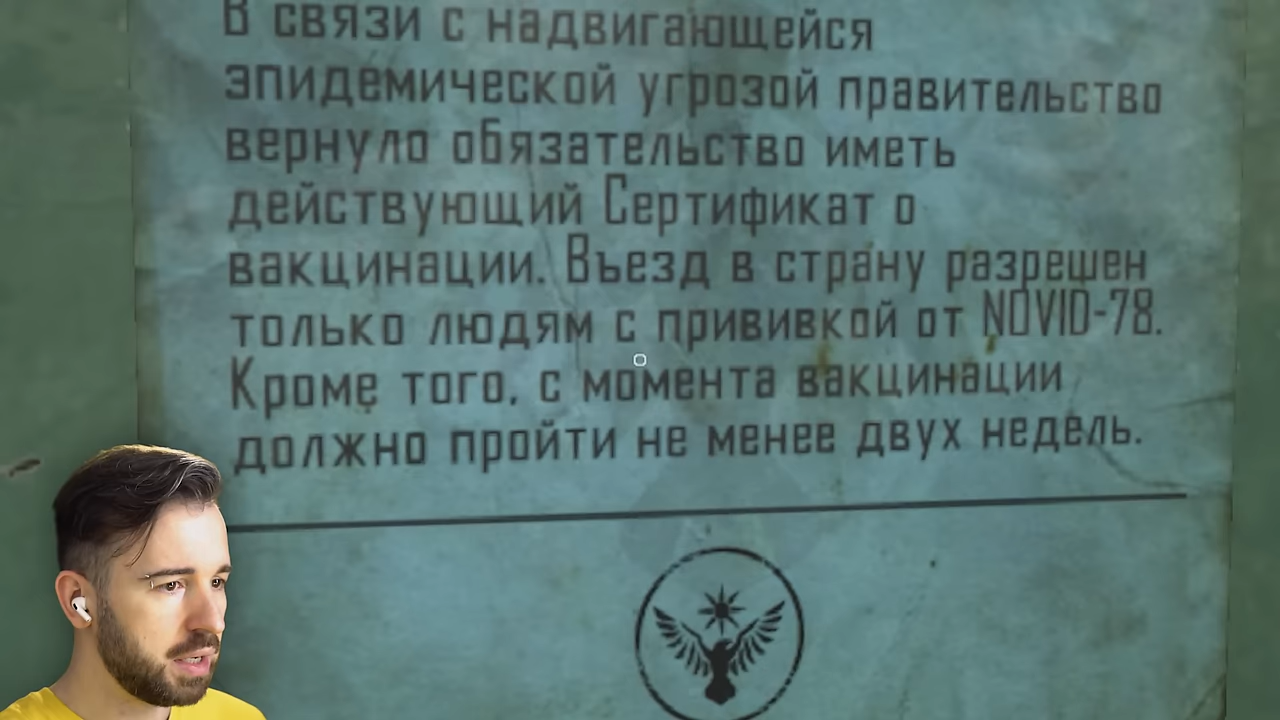 В связи с надвигающейся
эпидемической угрозой правительство
вернуло обязательство иметь
действующий Сертификат о
вакцинации. Въезд в страну разрешен
только людям с прививкой от NOVID-78.
Кроме того, с момента вакцинации
должно пройти не менее двух недель.